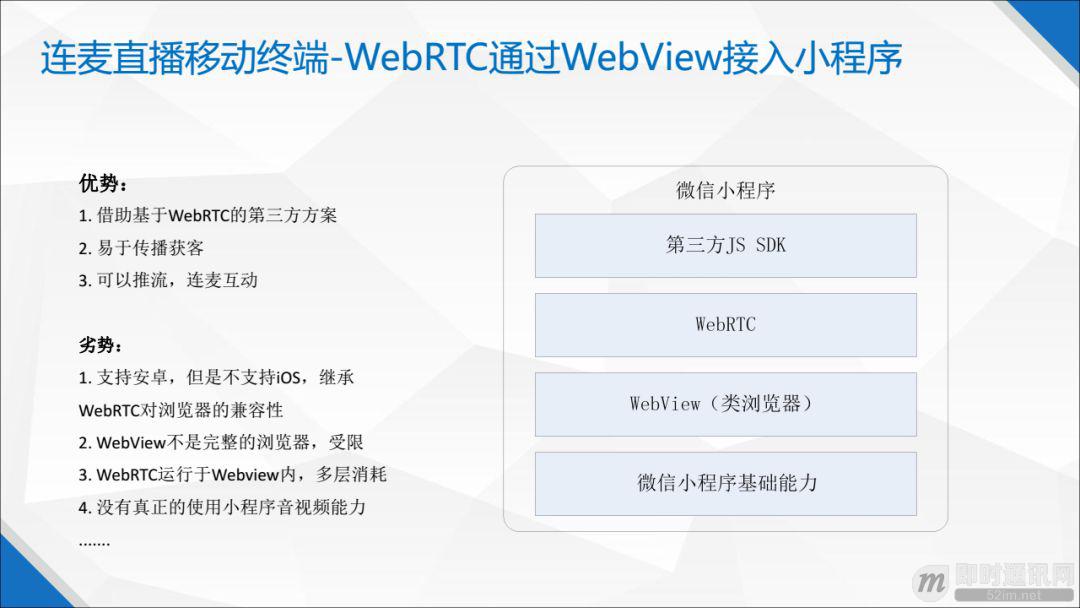 连麦直播移动终端-WebRTC通过WebView接入小程序
优势：
1. 借助基于WebRTC的第三方方案
2. 易于传播获客
3. 可以推流，连麦互动
劣势：
1. 支持安卓，但是不支持iOS，继承
WebRTC对浏览器的兼容性
2. WebView不是完整的浏览器，受限
3. WebRTC运行于Webview内，多层消耗
4. 没有真正的使用小程序音视频能力
.......
微信小程序
第三方JS SDK
WebRTC
WebView（类浏览器）
微信小程序基础能力
m 即时通讯网
52im.net